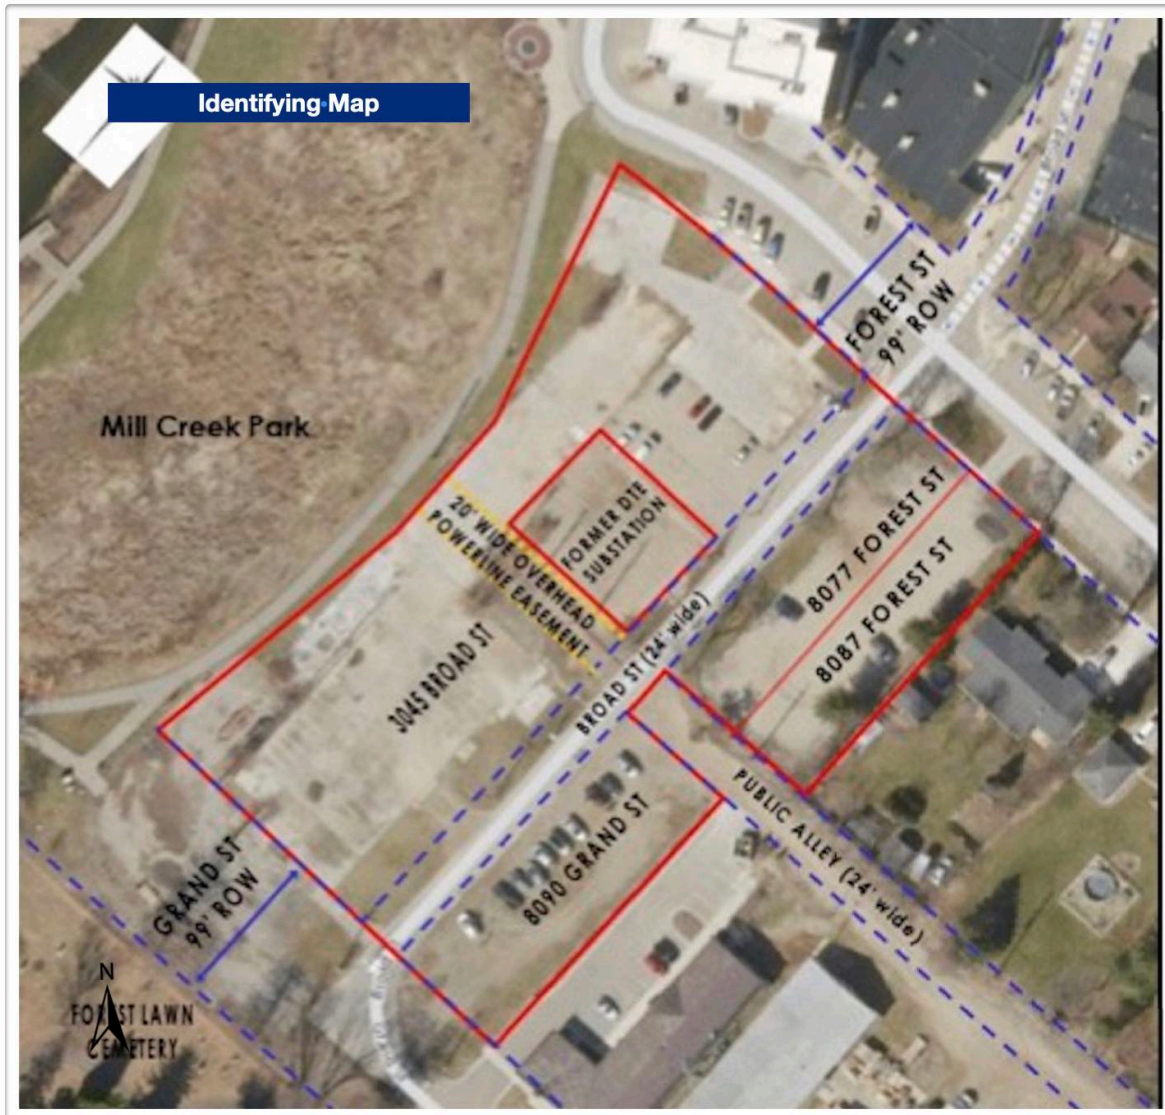 Identifying Map
FOREST ST
99' ROW
Mill Creek Park
FORMER DTE
SUBSTATION
20' WIDE OVERHEAD
POWERLINE EASEMENT
8077 FOREST ST
8087 FOREST ST
3045 BROAD ST
BROAD ST (24' wide)
PUBLIC ALLEY (24' wide)
8090 GRAND ST
GRAND ST
99' ROW
N
FOREST LAWN
CEMETERY